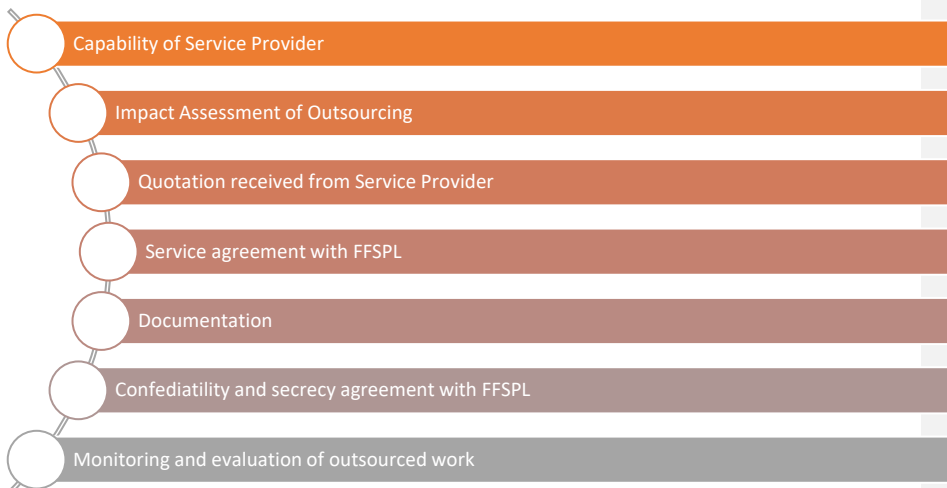 Capability of Service Provider
Impact Assessment of Outsourcing
Quotation received from Service Provider
Service agreement with FFSPL
Documentation
Confediatility and secrecy agreement with FFSPL
Monitoring and evaluation of outsourced work